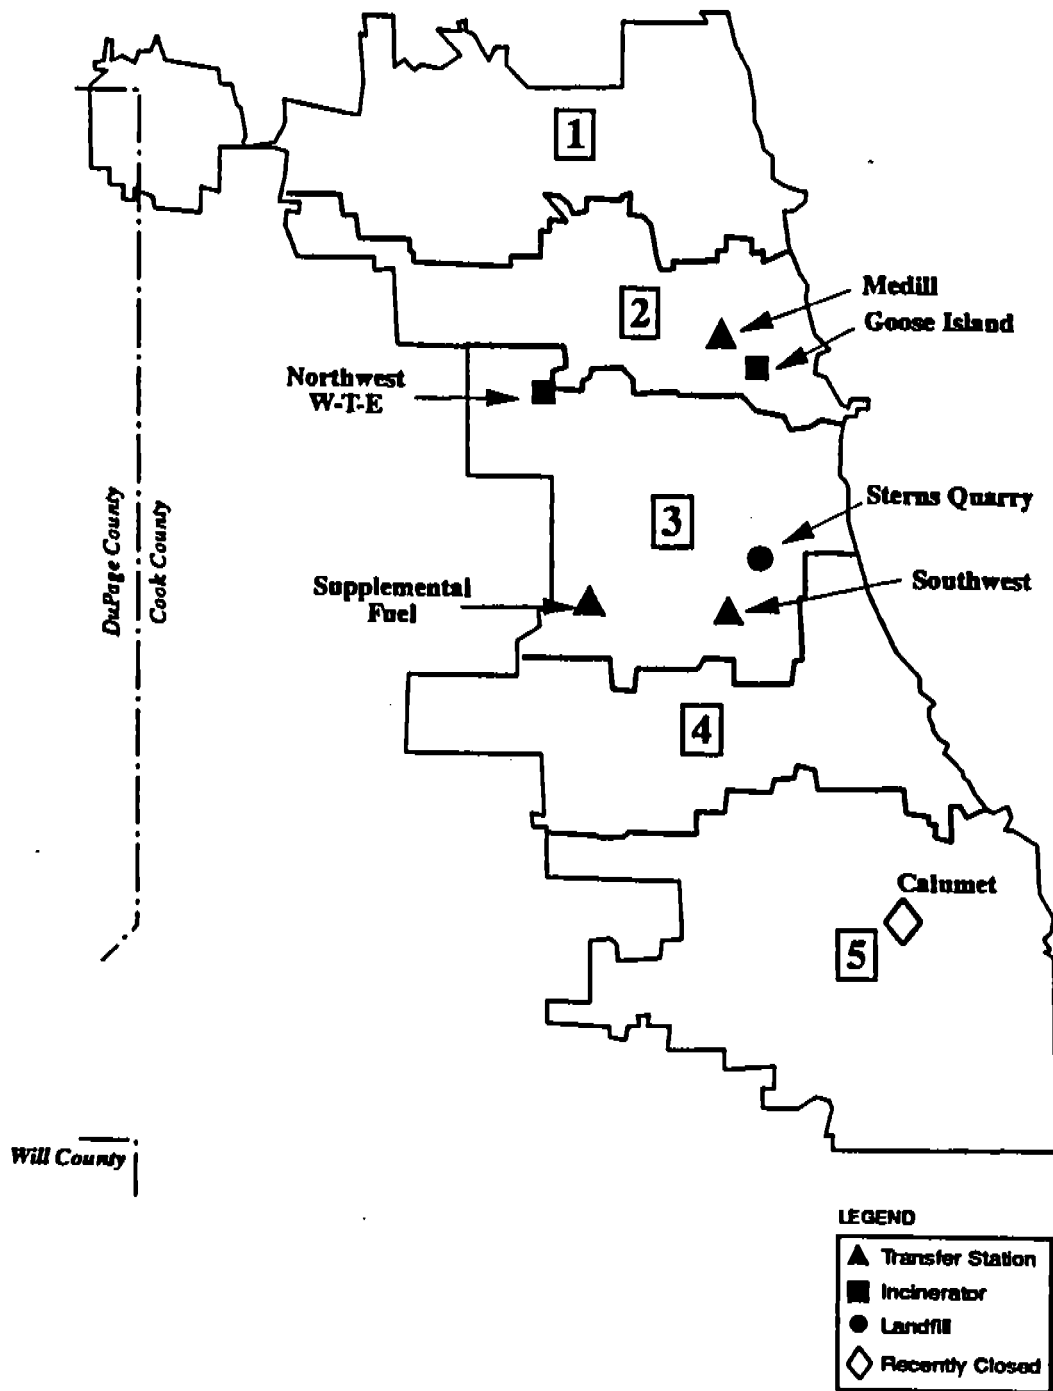 1
2
Medill
Goose Island
Northwest
W-T-E
3
Sterns Quarry
DuPage County
Cook County
Supplemental
Fuel
Southwest
4
Calumet
5
Will County
LEGEND
Transfer Station
Incinerator
Landfill
Recently Closed